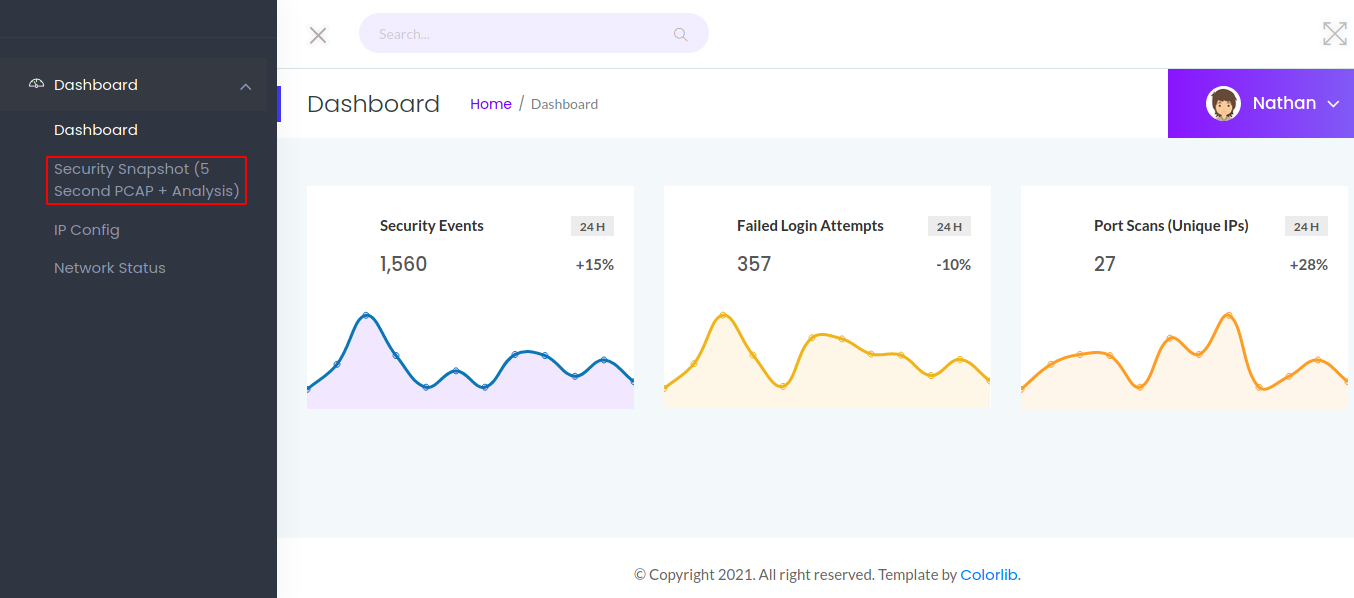 Search...
Dashboard
Dashboard
Security Snapshot (5
Second PCAP + Analysis)
IP Config
Network Status
Dashboard
Home / Dashboard
Nathan
Security Events
24 H
1,560
+15%
Failed Login Attempts
24 H
357
-10%
Port Scans (Unique IPs)
24 H
27
+28%
© Copyright 2021. All right reserved. Template by Colorlib.